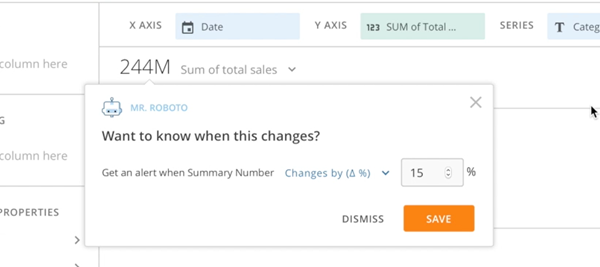 X AXIS Date Y AXIS 123 SUM of Total ... SERIES T Categ
column here
244M Sum of total sales
MR. ROBOTO
G
Want to know when this changes?
column here
Get an alert when Summary Number Changes by (Δ %) 15 %
PROPERTIES
DISMISS SAVE